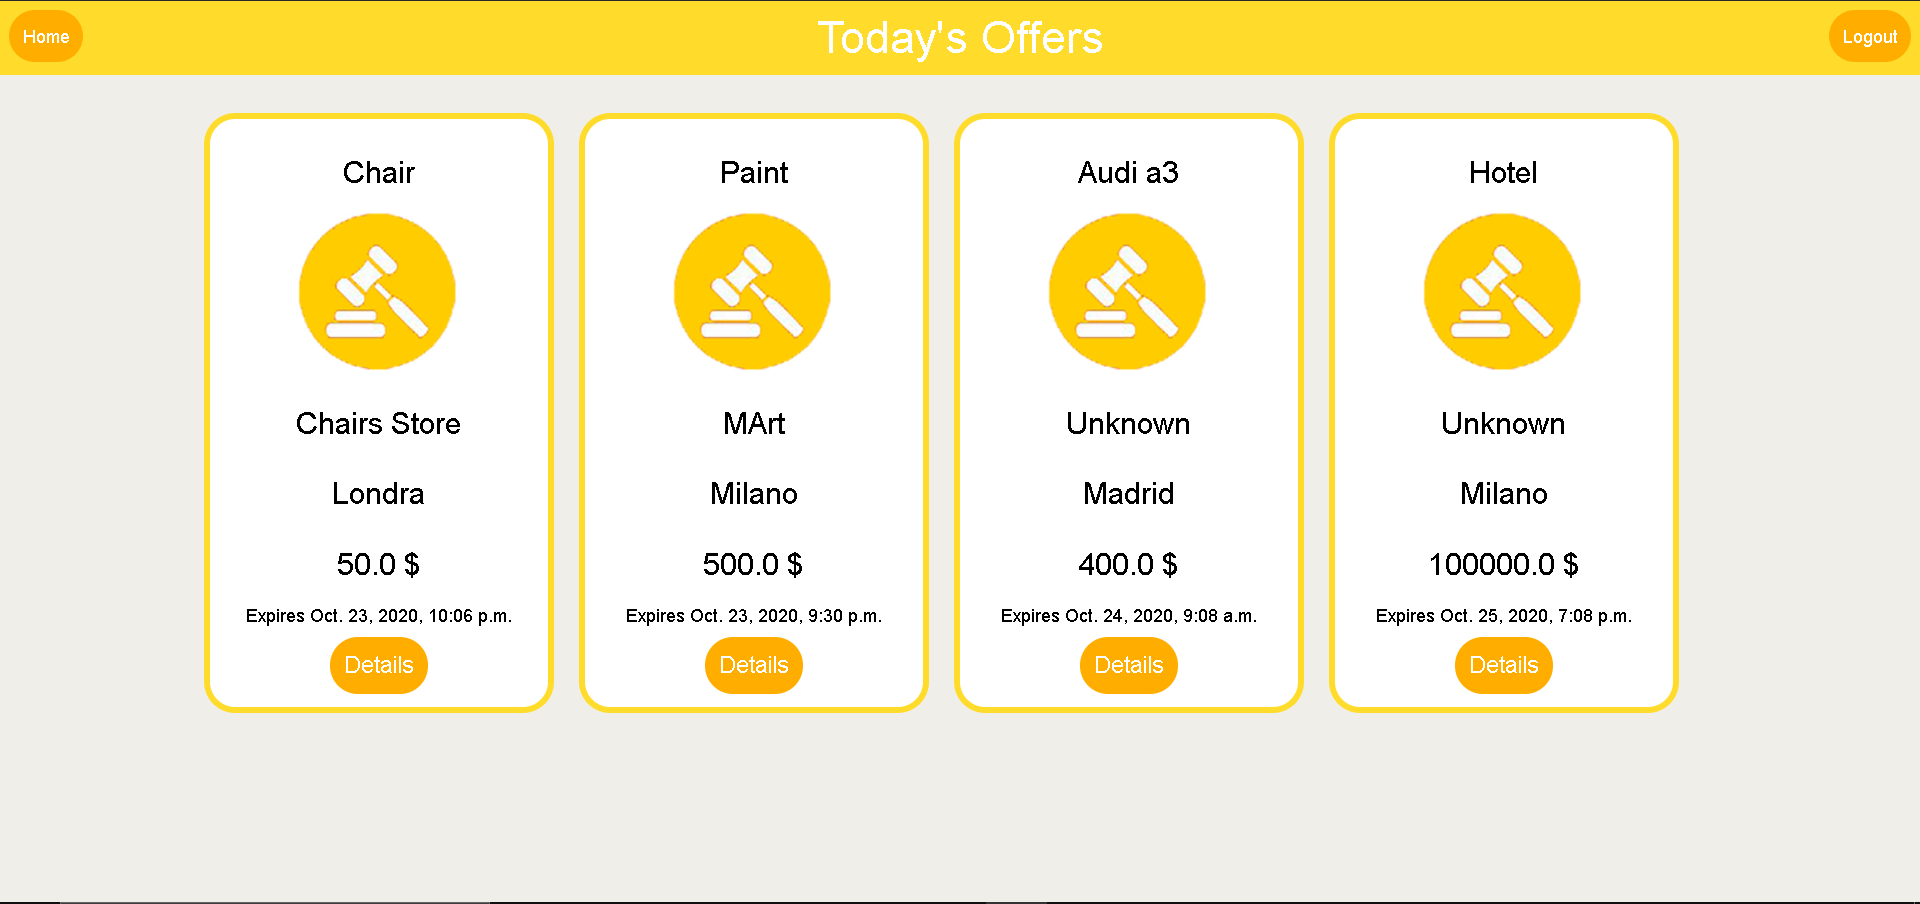 Home
Today's Offers
Logout
Chair
Chairs Store
Londra
50.0 $
Expires Oct. 23, 2020, 10:06 p.m.
Details
Paint
MArt
Milano
500.0 $
Expires Oct. 23, 2020, 9:30 p.m.
Details
Audi a3
Unknown
Madrid
400.0 $
Expires Oct. 24, 2020, 9:08 a.m.
Details
Hotel
Unknown
Milano
100000.0 $
Expires Oct. 25, 2020, 7:08 p.m.
Details